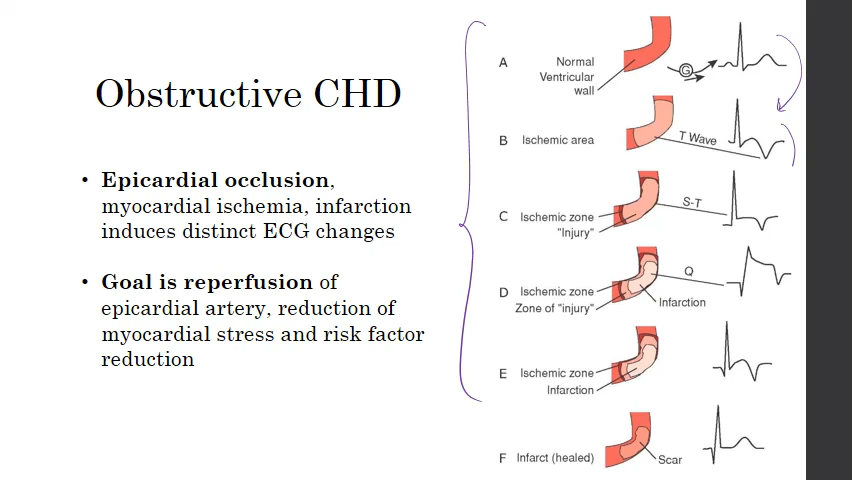 Obstructive CHD
• Epicardial occlusion,
myocardial ischemia, infarction
induces distinct ECG changes
• Goal is reperfusion of
epicardial artery, reduction of
myocardial stress and risk factor
reduction
A
Normal
Ventricular
wall
G
B Ischemic area
T Wave
C Ischemic zone
"Injury"
S-T
D Ischemic zone
Zone of "injury"
Infarction
Q
E Ischemic zone
Infarction
F Infarct (healed)
Scar